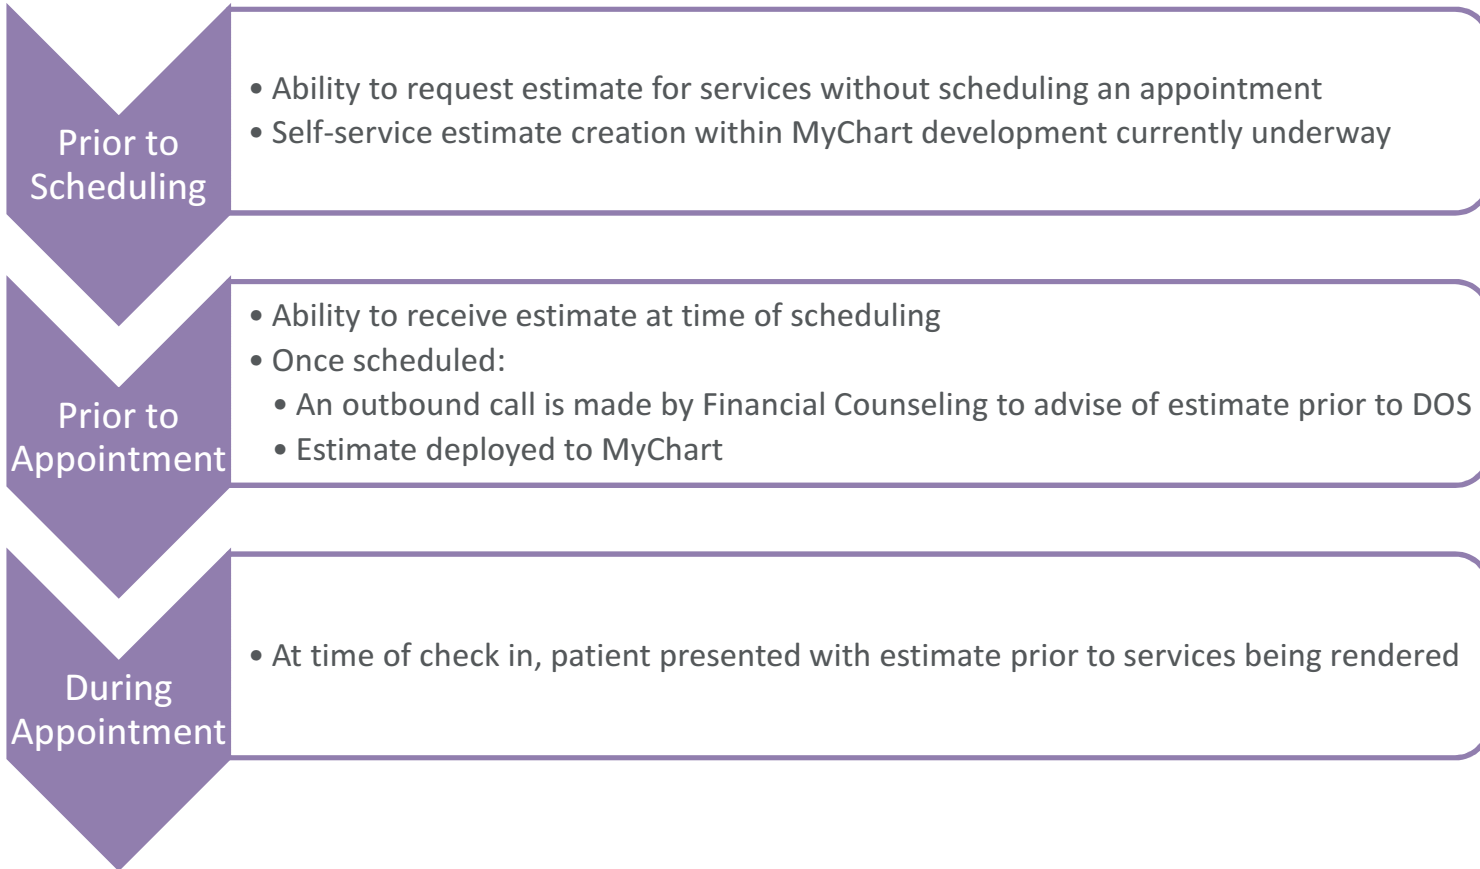 Prior to
Scheduling
• Ability to request estimate for services without scheduling an appointment
• Self-service estimate creation within MyChart development currently underway
Prior to
Appointment
• Ability to receive estimate at time of scheduling
• Once scheduled:
• An outbound call is made by Financial Counseling to advise of estimate prior to DOS
• Estimate deployed to MyChart
During
Appointment
• At time of check in, patient presented with estimate prior to services being rendered